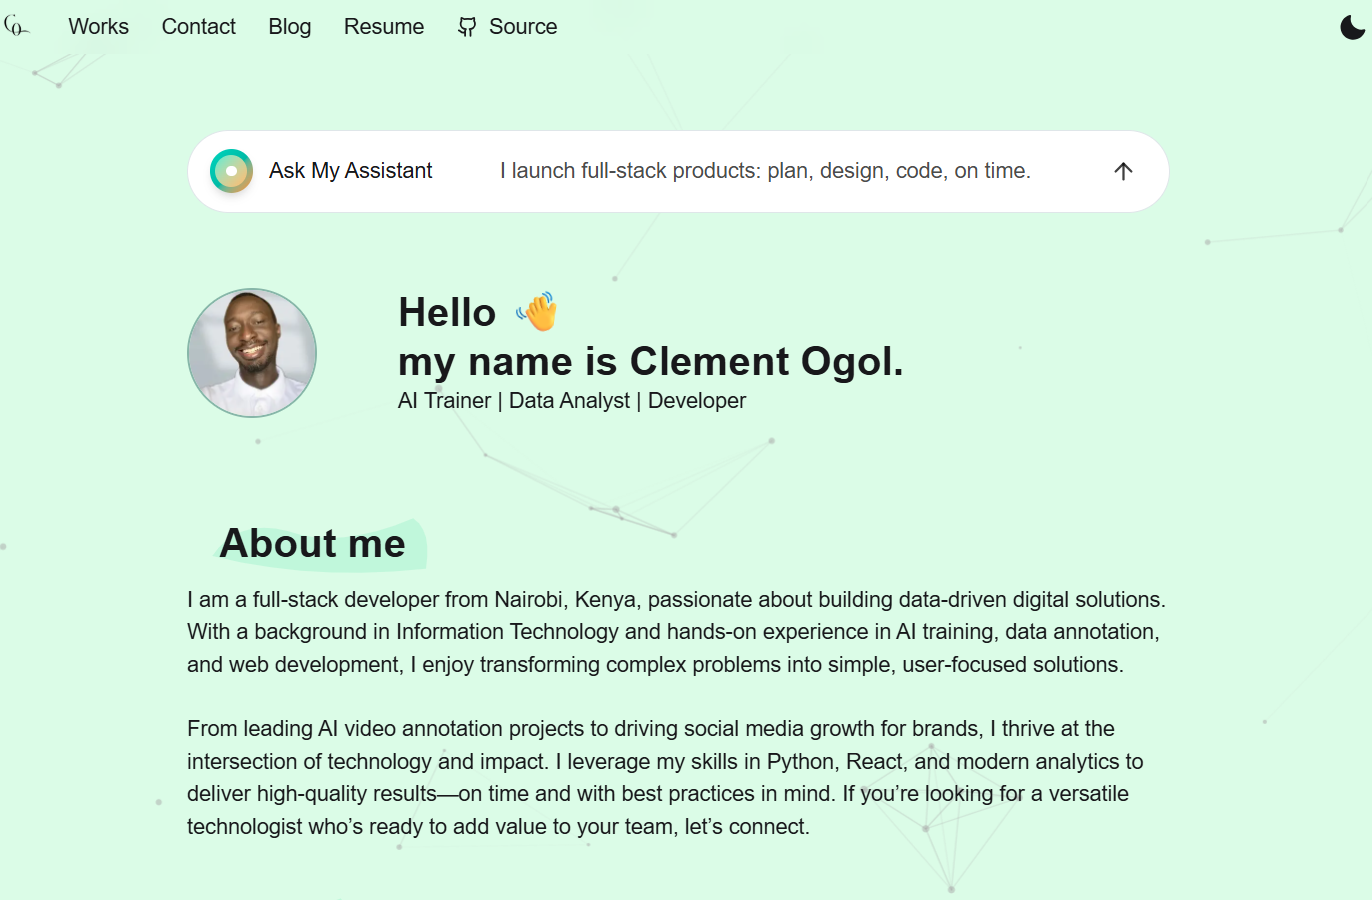 Works Contact Blog Resume Source
Ask My Assistant I launch full-stack products: plan, design, code, on time.
Hello 👋
my name is Clement Ogol.
AI Trainer | Data Analyst | Developer
About me
I am a full-stack developer from Nairobi, Kenya, passionate about building data-driven digital solutions.
With a background in Information Technology and hands-on experience in AI training, data annotation,
and web development, I enjoy transforming complex problems into simple, user-focused solutions.
From leading AI video annotation projects to driving social media growth for brands, I thrive at the
intersection of technology and impact. I leverage my skills in Python, React, and modern analytics to
deliver high-quality results—on time and with best practices in mind. If you’re looking for a versatile
technologist who’s ready to add value to your team, let’s connect.